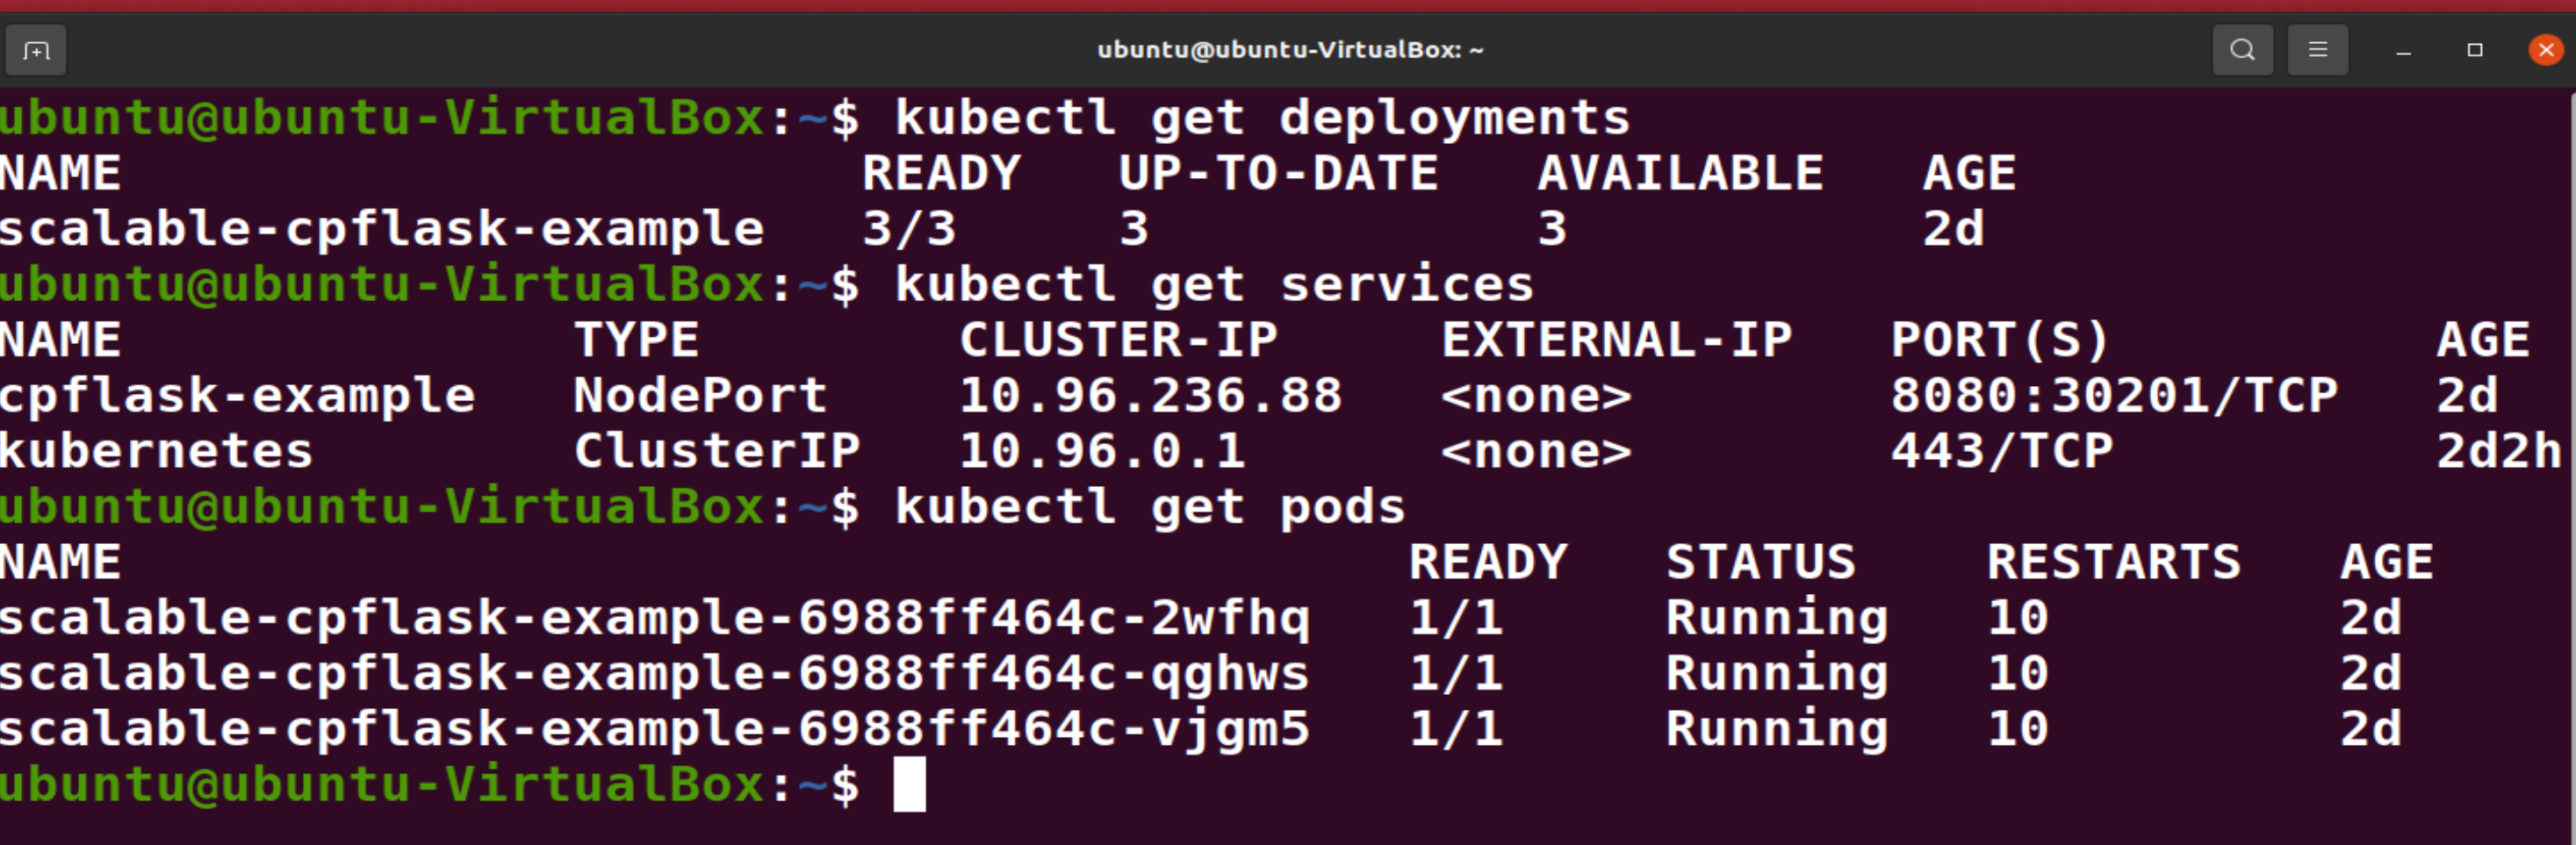 ubuntu@ubuntu-VirtualBox: ~
ubuntu@ubuntu-VirtualBox:~$ kubectl get deployments
NAME                       READY   UP-TO-DATE   AVAILABLE   AGE
scalable-cpflask-example   3/3     3            3           2d
ubuntu@ubuntu-VirtualBox:~$ kubectl get services
NAME              TYPE        CLUSTER-IP     EXTERNAL-IP   PORT(S)          AGE
cpflask-example   NodePort    10.96.236.88   <none>        8080:30201/TCP   2d
kubernetes        ClusterIP   10.96.0.1      <none>        443/TCP          2d2h
ubuntu@ubuntu-VirtualBox:~$ kubectl get pods
NAME                                        READY   STATUS    RESTARTS   AGE
scalable-cpflask-example-6988ff464c-2wfhq   1/1     Running   10         2d
scalable-cpflask-example-6988ff464c-qghws   1/1     Running   10         2d
scalable-cpflask-example-6988ff464c-vjgm5   1/1     Running   10         2d
ubuntu@ubuntu-VirtualBox:~$